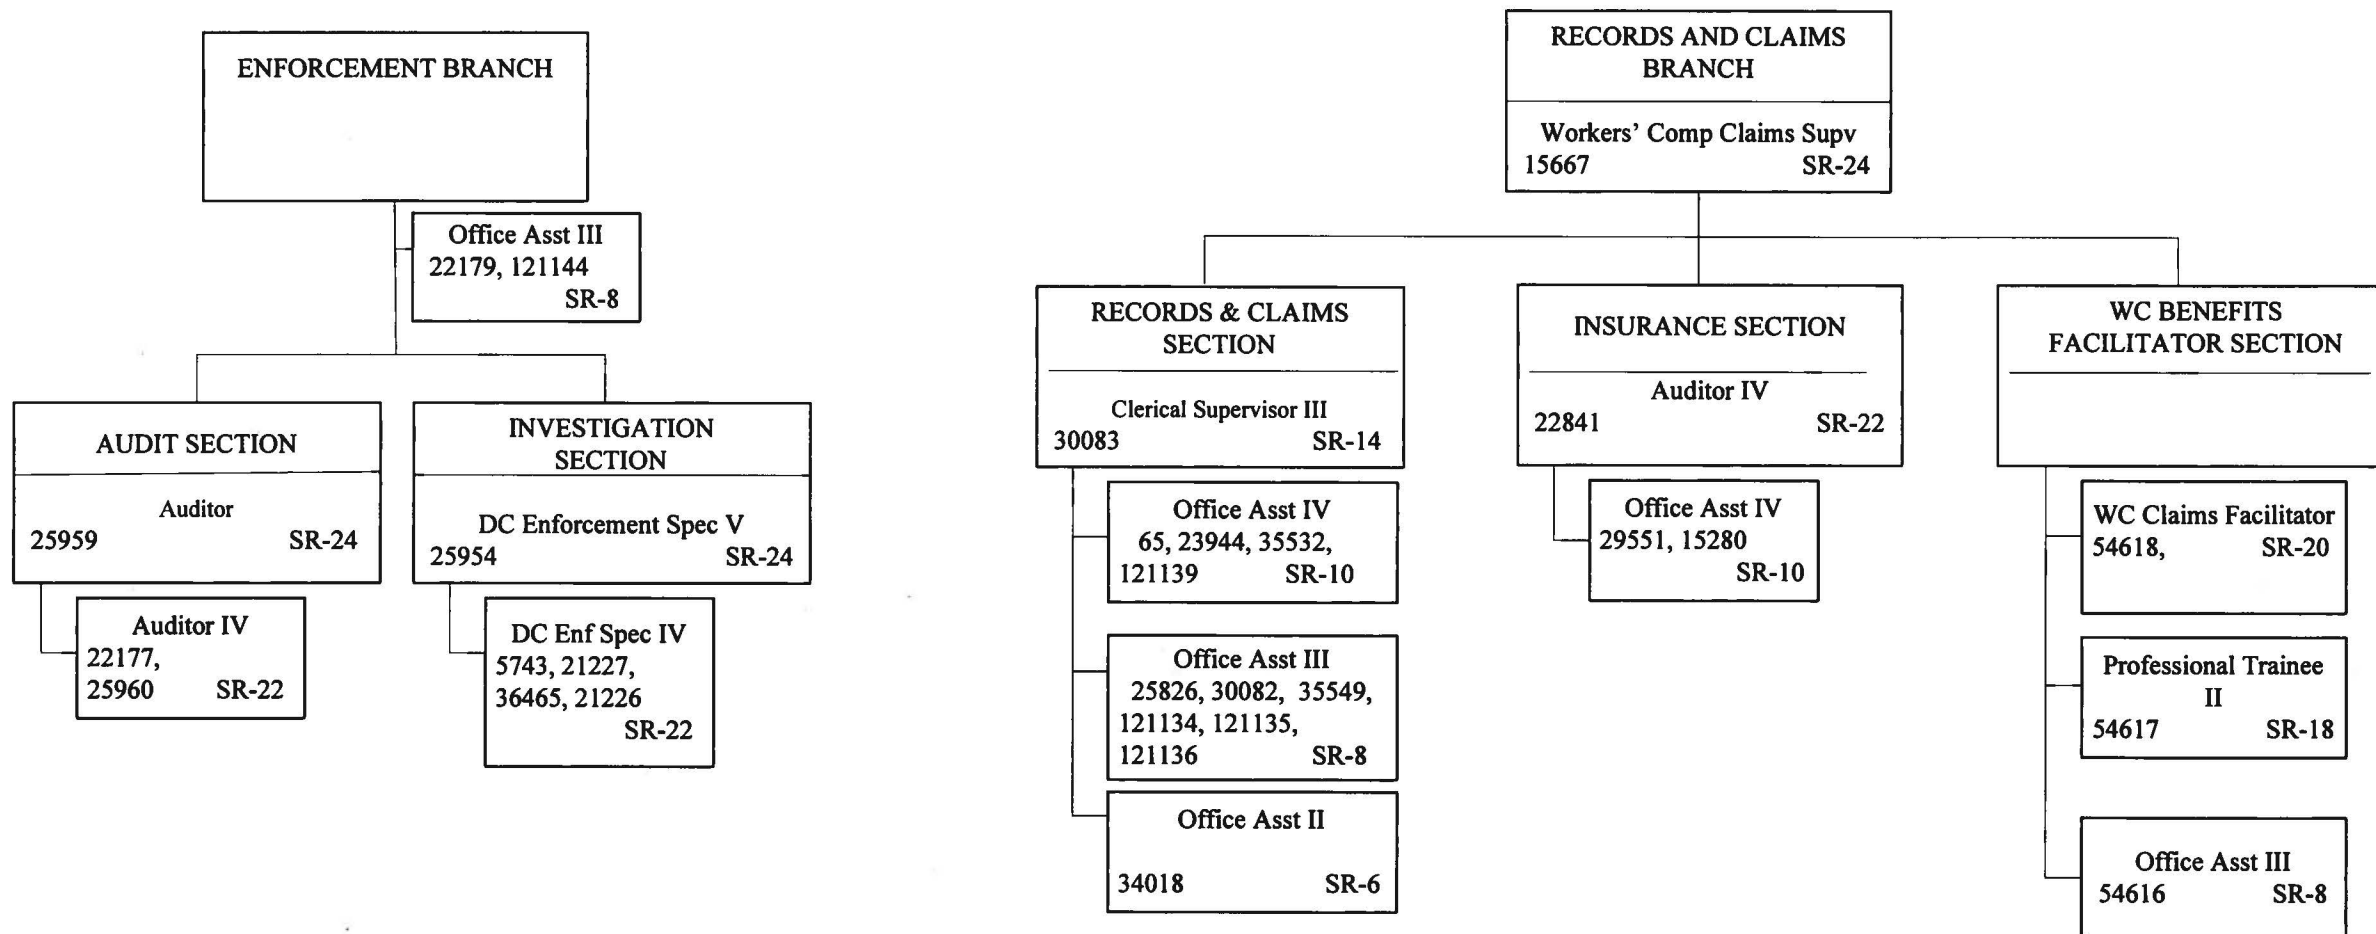 ENFORCEMENT BRANCH
Office Asst III
22179, 121144
SR-8
AUDIT SECTION
Auditor
25959 SR-24
Auditor IV
22177,
25960 SR-22
INVESTIGATION
SECTION
DC Enforcement Spec V
25954 SR-24
DC Enf Spec IV
5743, 21227,
36465, 21226
SR-22
RECORDS AND CLAIMS
BRANCH
Workers' Comp Claims Supv
15667 SR-24
RECORDS & CLAIMS
SECTION
Clerical Supervisor III
30083 SR-14
Office Asst IV
65, 23944, 35532,
121139 SR-10
Office Asst III
25826, 30082, 35549,
121134, 121135,
121136 SR-8
Office Asst II
34018 SR-6
INSURANCE SECTION
Auditor IV
22841 SR-22
Office Asst IV
29551, 15280
SR-10
WC BENEFITS
FACILITATOR SECTION
WC Claims Facilitator
54618, SR-20
Professional Trainee
II
54617 SR-18
Office Asst III
54616 SR-8